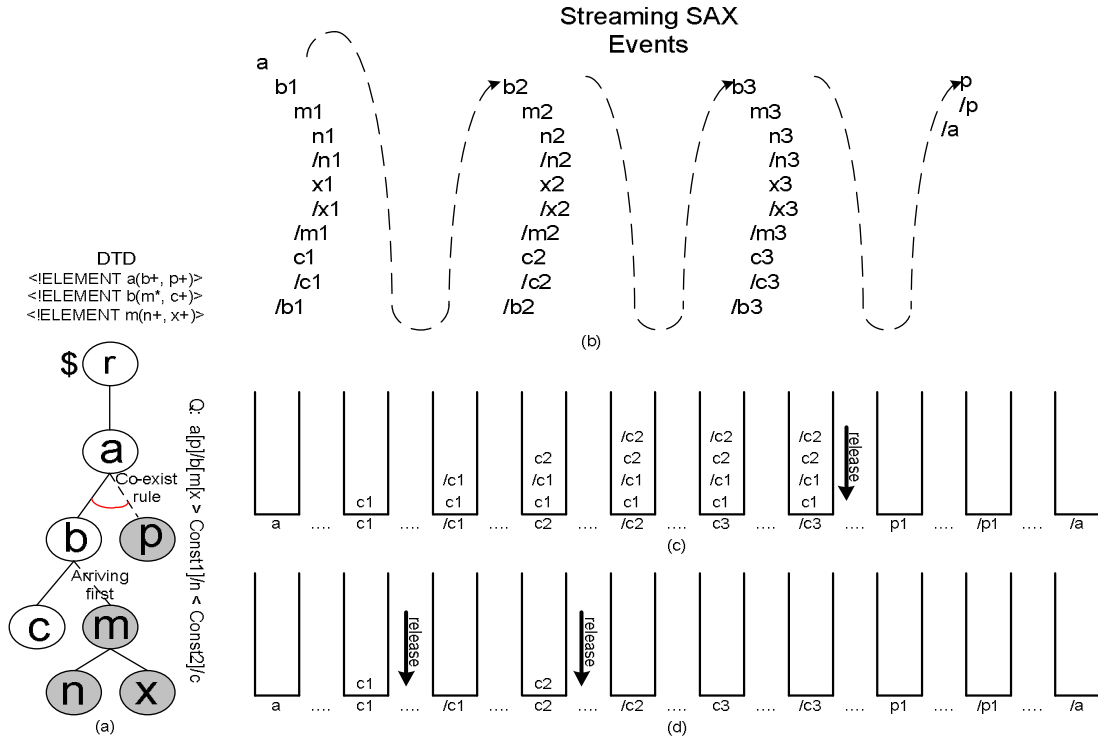 Streaming SAX
Events
a
b1
m1
n1
/n1
x1
/x1
/m1
c1
/c1
/b1
b2
m2
n2
/n2
x2
/x2
/m2
c2
/c2
/b2
b3
m3
n3
/n3
x3
/x3
/m3
c3
/c3
/b3
p
/p
/a
(b)
DTD
<!ELEMENT a(b+, p+)>
<!ELEMENT b(m*, c+)>
<!ELEMENT m(n+, x+)>
$ r
a
Co-exist
rule
b p
Arriving
first
c m
n x
(a)
Q: a[p]/b[m[x > Const1]/n < Const2]/c
/c2 /c2 /c2
c2 c2 c2 c2
/c1 /c1 /c1 /c1 /c1
c1 c1 c1 c1 c1 c1
release
a .... c1 .... /c1 .... c2 .... /c2 .... c3 .... /c3 .... p1 .... /p1 .... /a
(c)
release
release
c1 c2
a .... c1 .... /c1 .... c2 .... /c2 .... c3 .... /c3 .... p1 .... /p1 .... /a
(d)